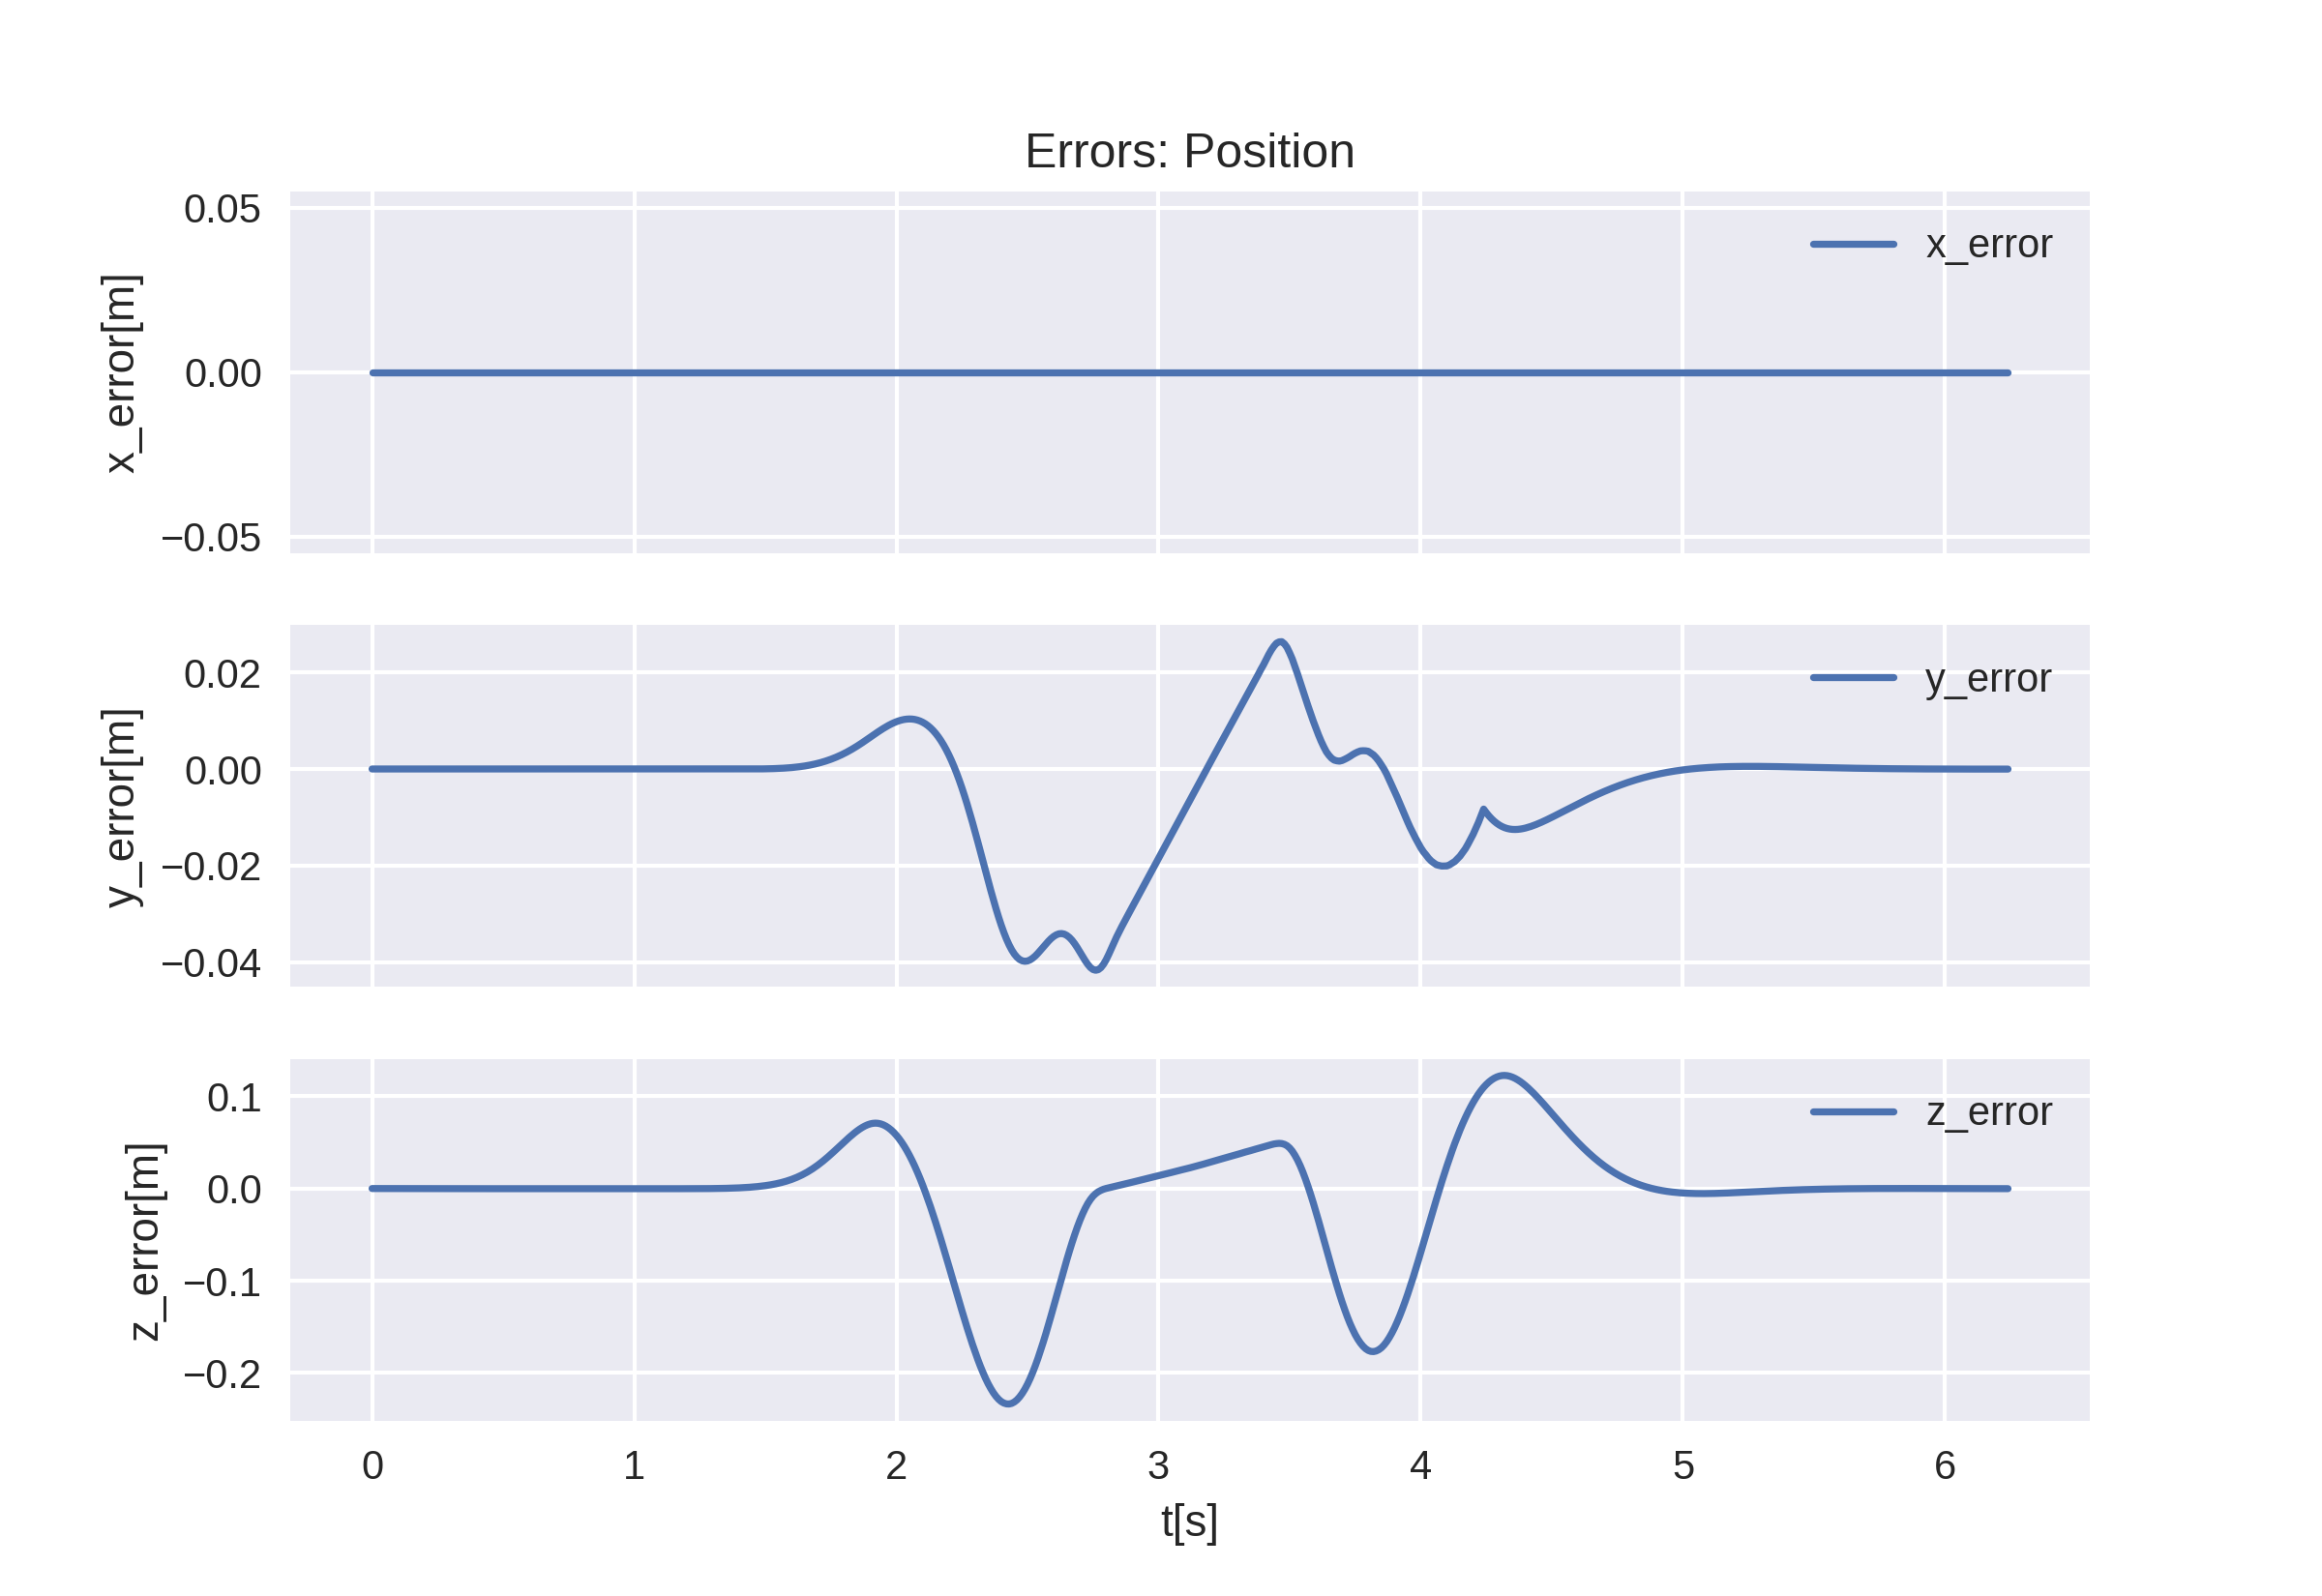 Errors: Position
0.05
0.00
−0.05
x_error[m]
x_error
0.02
0.00
−0.02
−0.04
y_error[m]
y_error
0.1
0.0
−0.1
−0.2
z_error[m]
z_error
0 1 2 3 4 5 6
t[s]